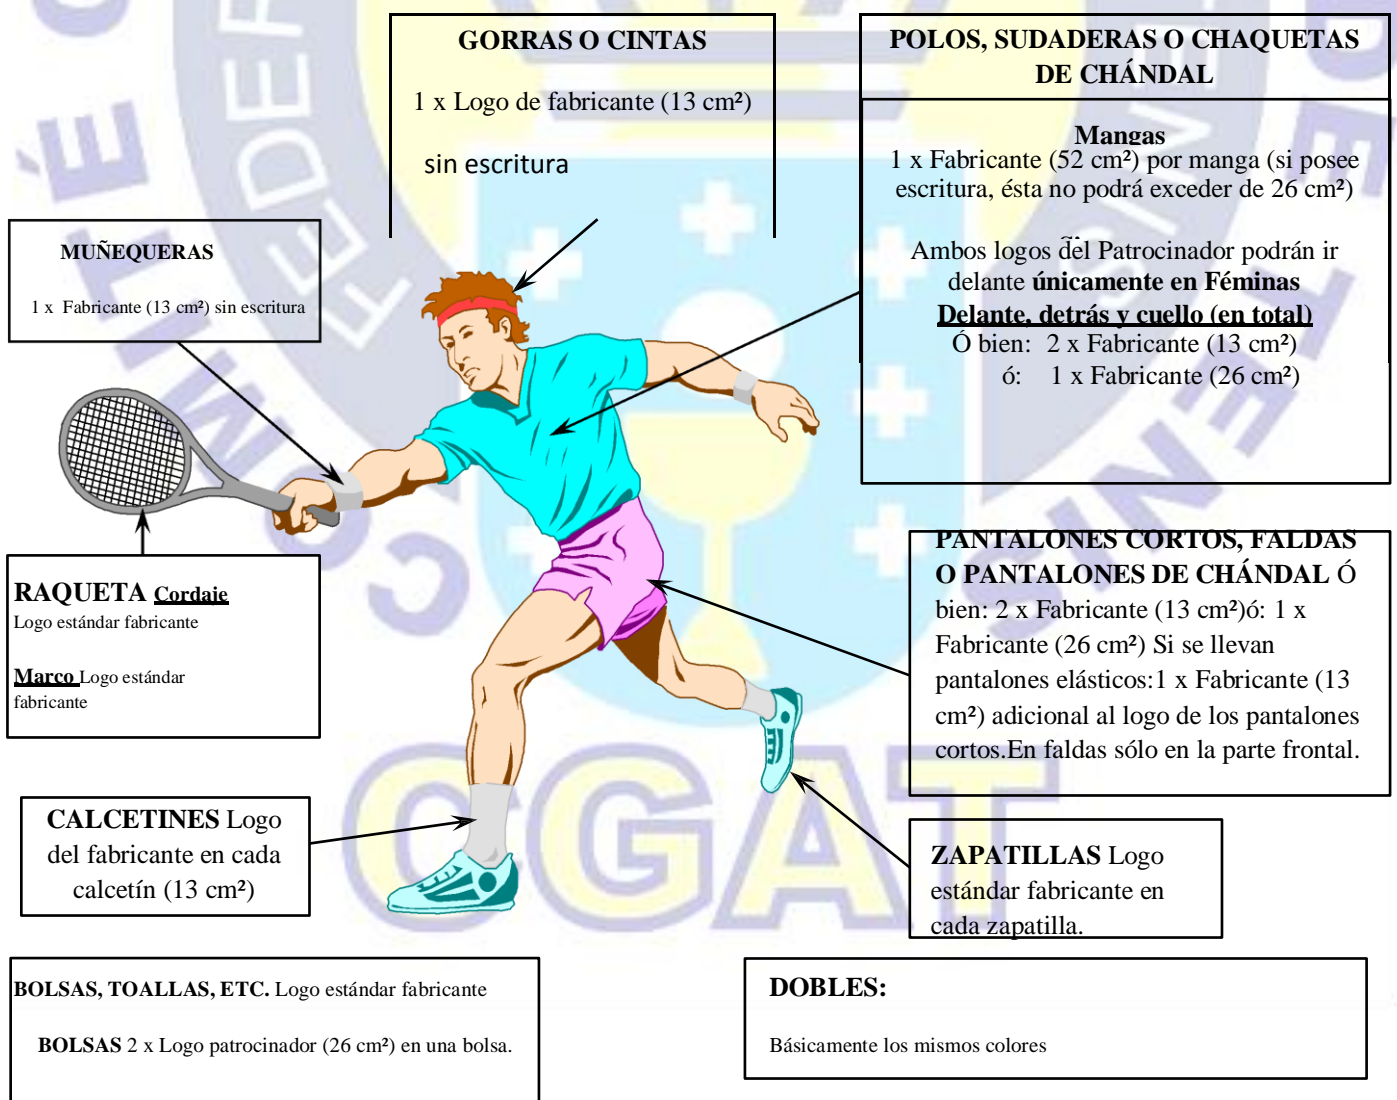 GORRAS O CINTAS
1 x Logo de fabricante (13 cm²)
sin escritura
POLOS, SUDADERAS O CHAQUETAS
DE CHÁNDAL
Mangas
1 x Fabricante (52 cm²) por manga (si posee
escritura, ésta no podrá exceder de 26 cm²)
Ambos logos del Patrocinador podrán ir
delante únicamente en Féminas
Delante, detrás y cuello (en total)
Ó bien: 2 x Fabricante (13 cm²)
ó: 1 x Fabricante (26 cm²)
MUÑEQUERAS
1 x Fabricante (13 cm²) sin escritura
RAQUETA Cordaje
Logo estándar fabricante
Marco Logo estándar
fabricante
PANTALONES CORTOS, FALDAS
O PANTALONES DE CHÁNDAL Ó
bien: 2 x Fabricante (13 cm²)ó: 1 x
Fabricante (26 cm²) Si se llevan
pantalones elásticos:1 x Fabricante (13
cm²) adicional al logo de los pantalones
cortos.En faldas sólo en la parte frontal.
CALCETINES Logo
del fabricante en cada
calcetín (13 cm²)
ZAPATILLAS Logo
estándar fabricante en
cada zapatilla.
BOLSAS, TOALLAS, ETC. Logo estándar fabricante
BOLSAS 2 x Logo patrocinador (26 cm²) en una bolsa.
DOBLES:
Básicamente los mismos colores
COMITÉ
DE TENIS
CGAT